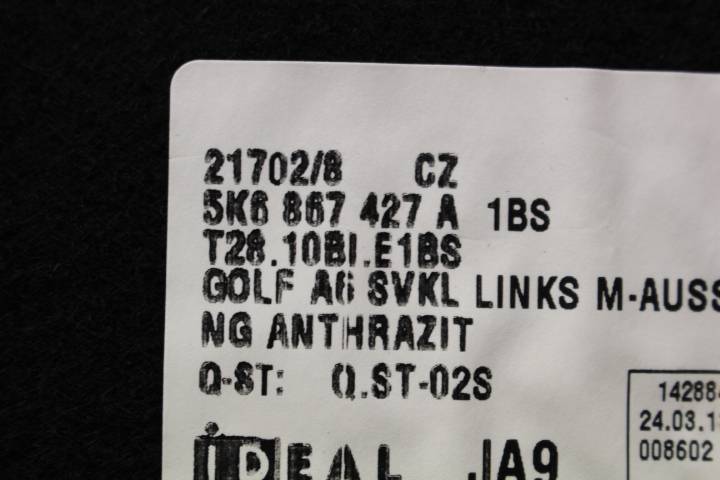 21702/8 CZ
5K6 867 427 A 1BS
T28.10BI.E1BS
GOLF A6 SVKL LINKS M-AUSS
NG ANTHRAZIT
Q-ST: Q.ST-02S
14288
24.03.1
008602
IDEAL JA9